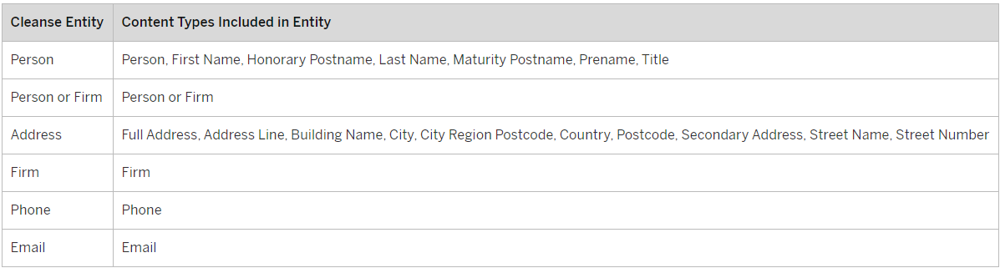 Cleanse Entity Content Types Included in Entity
Person Person, First Name, Honorary Postname, Last Name, Maturity Postname, Prename, Title
Person or Firm Person or Firm
Address Full Address, Address Line, Building Name, City, City Region Postcode, Country, Postcode, Secondary Address, Street Name, Street Number
Firm Firm
Phone Phone
Email Email